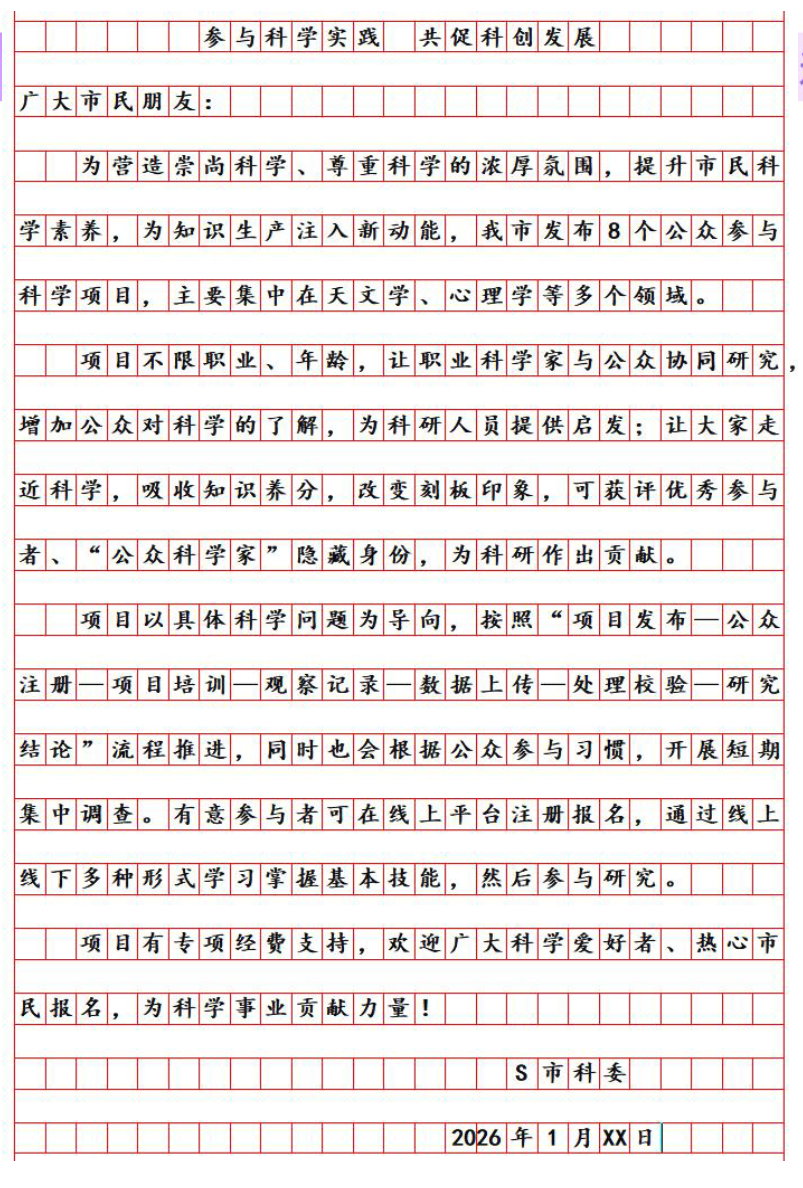 参与科学实践 共促科创发展
广大市民朋友：
为营造崇尚科学、尊重科学的浓厚氛围，提升市民科
学素养，为知识生产注入新动能，我市发布8个公众参与
科学项目，主要集中在天文学、心理学等多个领域。
项目不限职业、年龄，让职业科学家与公众协同研究，
增加公众对科学的了解，为科研人员提供启发；让大家走
近科学，吸收知识养分，改变刻板印象，可获评优秀参与
者、“公众科学家”隐藏身份，为科研作出贡献。
项目以具体科学问题为导向，按照“项目发布—公众
注册—项目培训—观察记录—数据上传—处理校验—研究
结论”流程推进，同时也会根据公众参与习惯，开展短期
集中调查。有意参与者可在线上平台注册报名，通过线上
线下多种形式学习掌握基本技能，然后参与研究。
项目有专项经费支持，欢迎广大科学爱好者、热心市
民报名，为科学事业贡献力量！
S市科委
2026年1月XX日